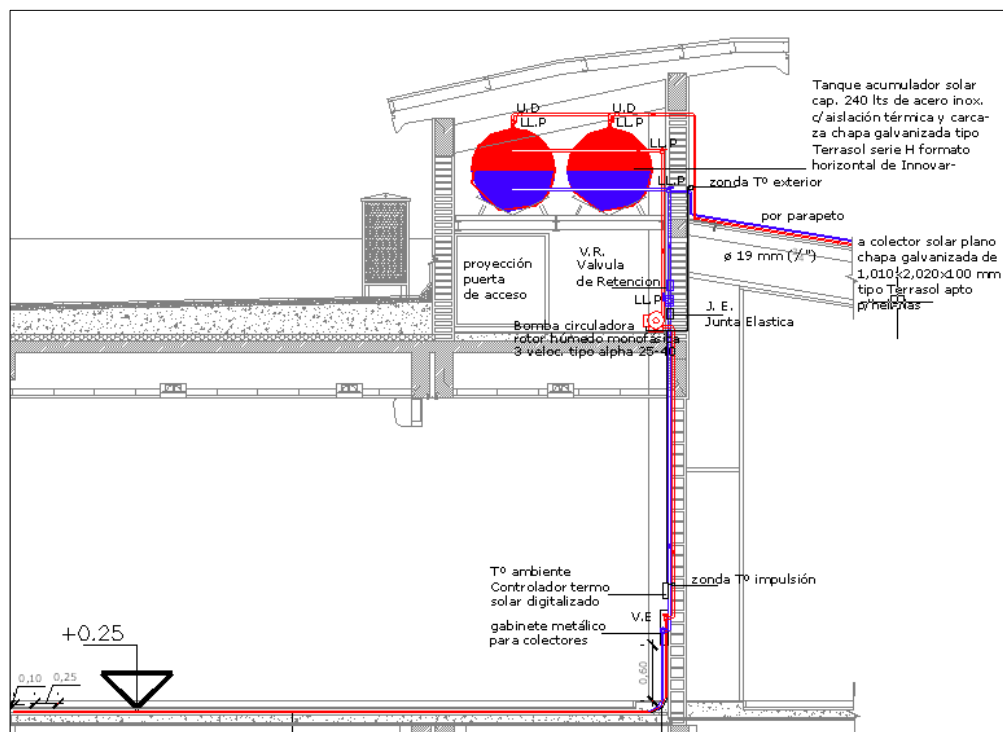 Tanque acumulador solar
cap. 240 lts de acero inox.
c/aislación térmica y carca-
za chapa galvanizada tipo
Terrasol serie H formato
horizontal de Innovar-
U.D
LL.P
U.D
LL.P
LL.P
LL.P
zonda Tº exterior
por parapeto
ø 19 mm (¾")
a colector solar plano
chapa galvanizada de
1,010x2,020x100 mm
tipo Terrasol apto
proyección
puerta
de acceso
V.R.
Valvula
de Retencion
LL.P
J. E.
Junta Elastica
Bomba circuladora
rotor húmedo monofásica
3 veloc. tipo alpha 25-40
Tº ambiente
Controlador termo
solar digitalizado
zonda Tº impulsión
V.E
gabinete metálico
para colectores
+0.25
0,10
0,25
0,60